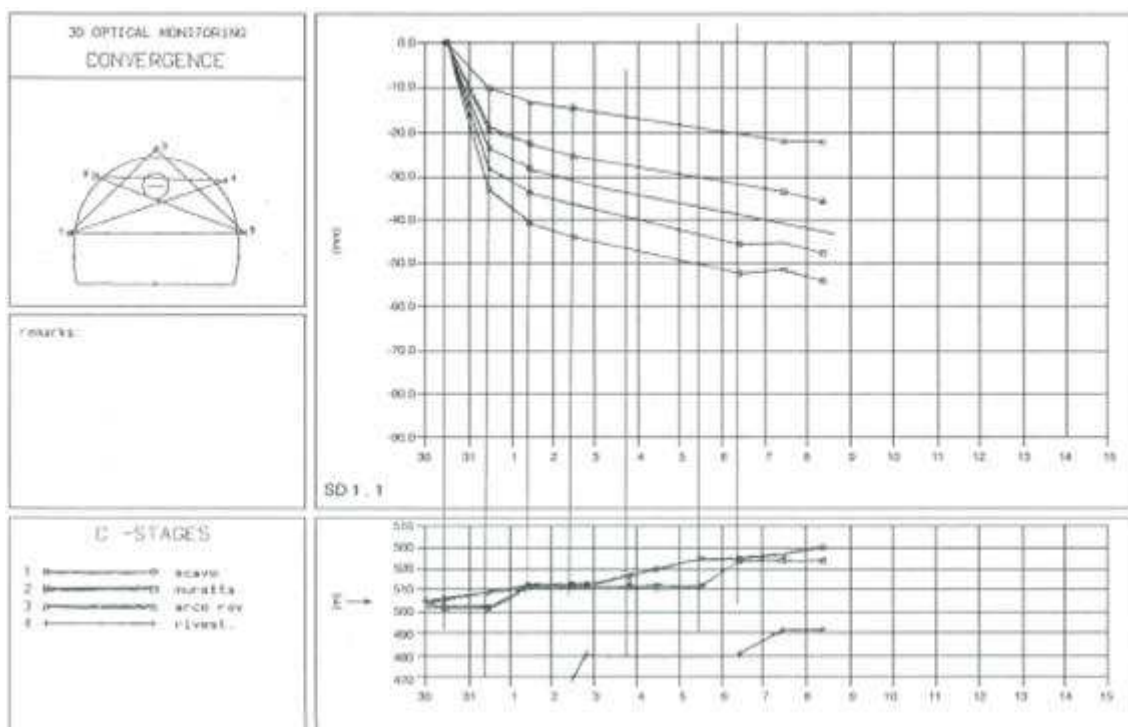 3D OPTICAL MONITORING
CONVERGENCE
3
4
5
remarks:
0.0
-10.0
-20.0
-30.0
-40.0
-50.0
-60.0
-70.0
-80.0
-90.0
(mm)
30 31 1 2 3 4 5 6 7 8 9 10 11 12 13 14 15
SD 1 . 1
C -STAGES
1 scavo
2 muratta
3 arco rov
4 rivest.
500
490
480
470
30 31 1 2 3 4 5 6 7 8 9 10 11 12 13 14 15